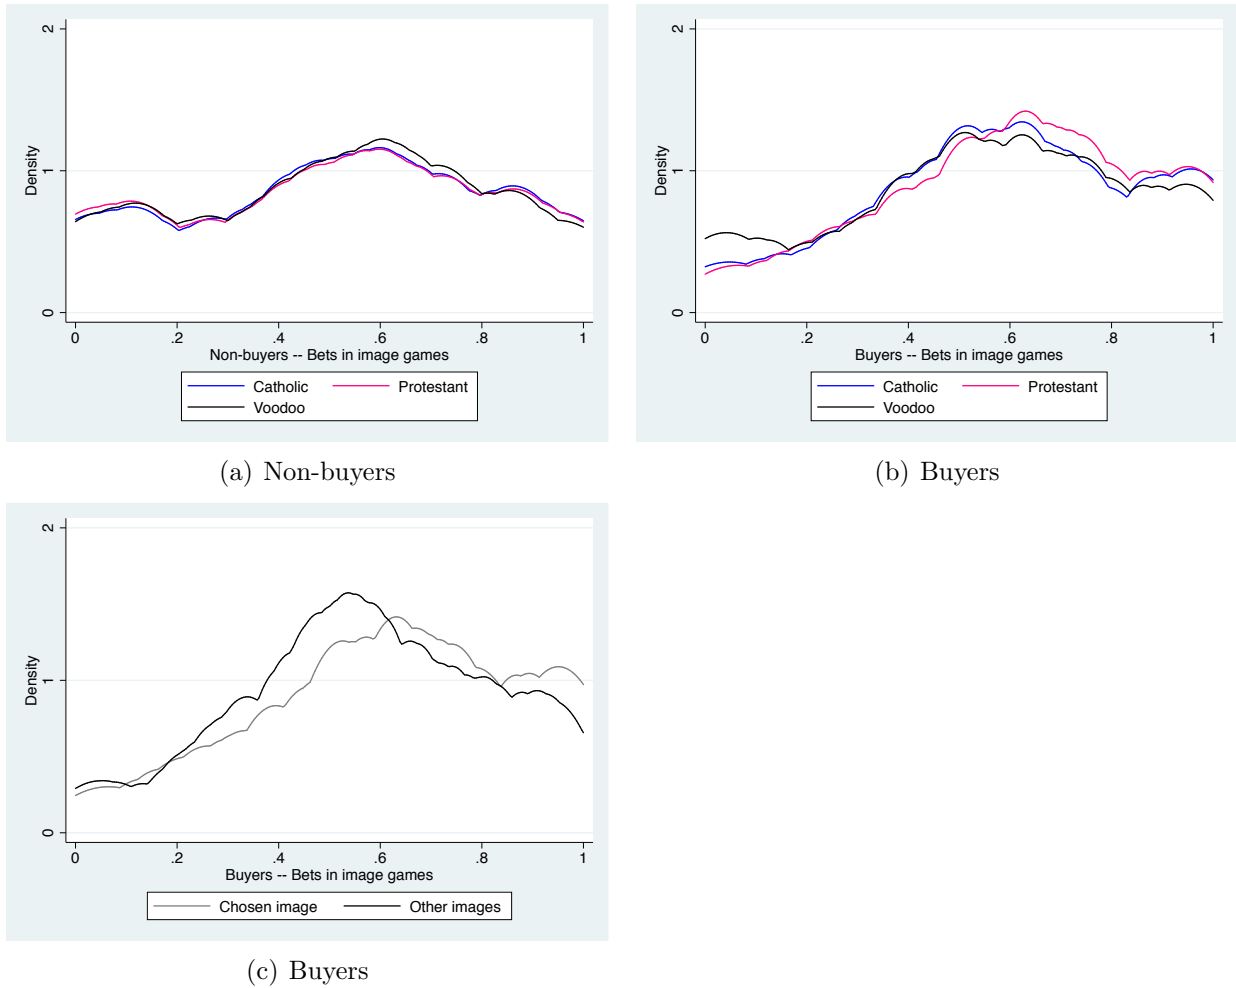 2
1
0
Density
0 .2 .4 .6 .8 1
Non-buyers -- Bets in image games
Catholic Protestant
Voodoo
(a) Non-buyers
2
1
0
Density
0 .2 .4 .6 .8 1
Buyers -- Bets in image games
Catholic Protestant
Voodoo
(b) Buyers
2
1
0
Density
0 .2 .4 .6 .8 1
Buyers -- Bets in image games
Chosen image Other images
(c) Buyers